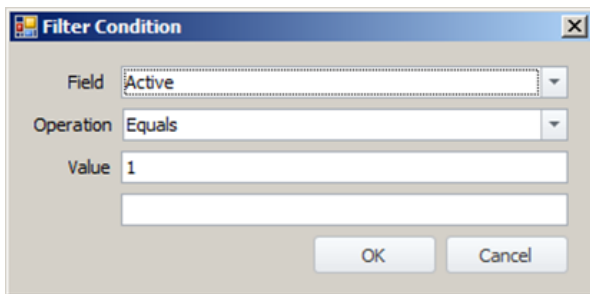 Filter Condition
Field Active
Operation Equals
Value 1
OK Cancel